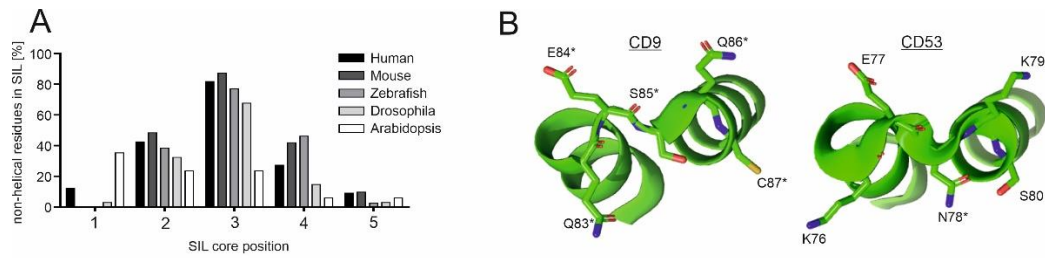 A
non-helical residues in SIL [%]
100
80
60
40
20
0
1 2 3 4 5
SIL core position
Human
Mouse
Zebrafish
Drosophila
Arabidopsis
B
CD9
E84*
Q86*
S85*
C87*
Q83*
CD53
E77
K79
S80
N78*
K76